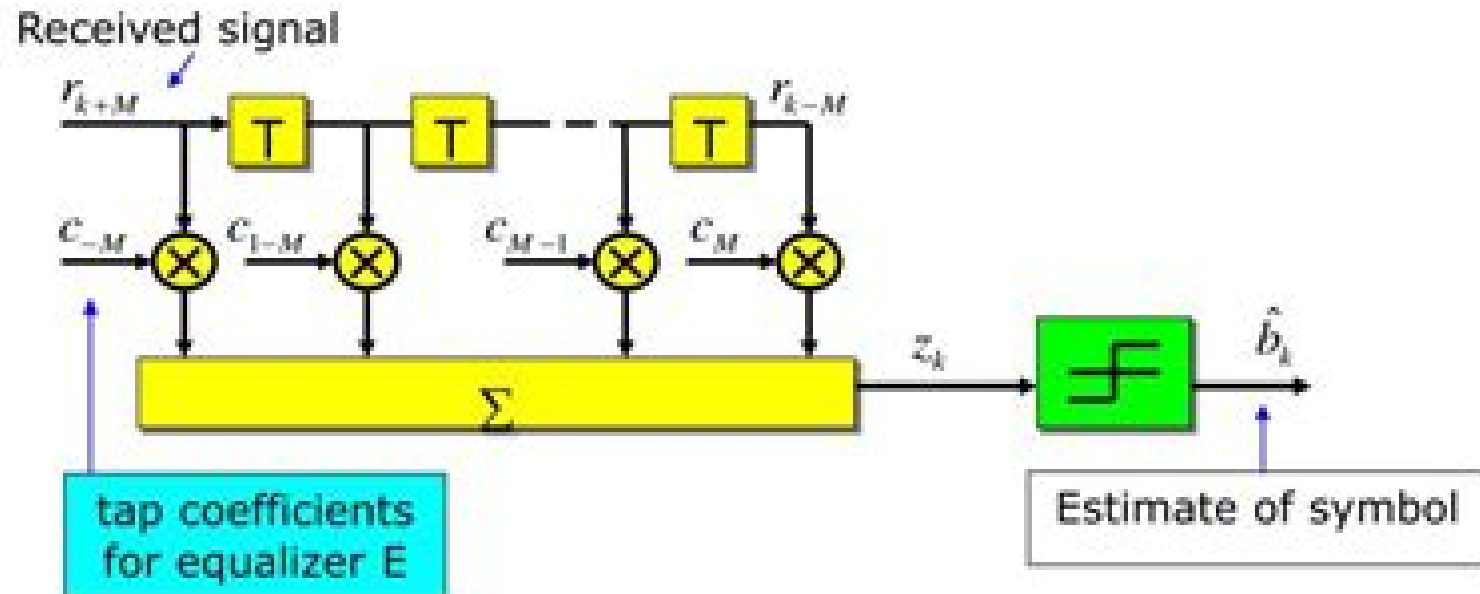 Received signal
r_{k+M} T T T r_{k-M}
c_{-M} c_{1-M} c_{M-1} c_M
z_k \hat{b}_k
Σ
tap coefficients
for equalizer E
Estimate of symbol